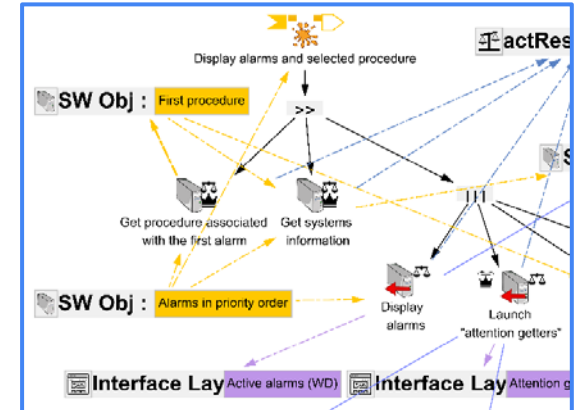 Display alarms and selected procedure
actRes
SW Obj : First procedure
>>
S
|||
Get procedure associated
with the first alarm
Get systems
information
SW Obj : Alarms in priority order
Display
alarms
Launch
"attention getters"
Interface Lay Active alarms (WD)
Interface Lay Attention g